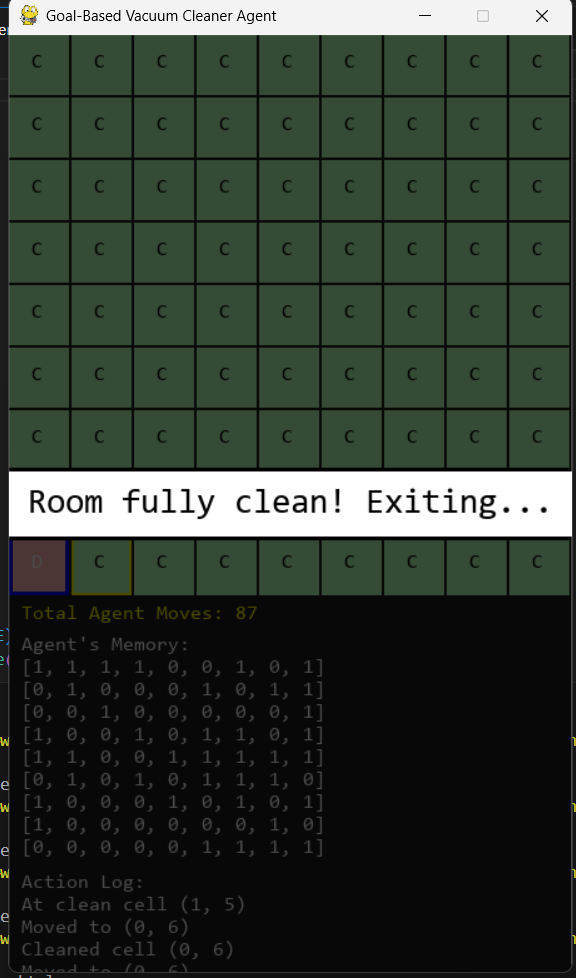 Goal-Based Vacuum Cleaner Agent
C C C C C C C C C
C C C C C C C C C
C C C C C C C C C
C C C C C C C C C
C C C C C C C C C
C C C C C C C C C
C C C C C C C C C
Room fully clean! Exiting...
D C C C C C C C C
Total Agent Moves: 87
Agent's Memory:
[1, 1, 1, 1, 0, 0, 1, 0, 1]
[0, 1, 0, 0, 0, 1, 0, 1, 1]
[0, 0, 1, 0, 0, 0, 0, 0, 1]
[1, 0, 0, 1, 0, 1, 1, 0, 1]
[1, 1, 0, 0, 1, 1, 1, 1, 1]
[0, 1, 0, 1, 0, 1, 1, 1, 0]
[1, 0, 0, 0, 1, 0, 1, 0, 1]
[1, 0, 0, 0, 0, 0, 0, 1, 0]
[0, 0, 0, 0, 0, 1, 1, 1, 1]
Action Log:
At clean cell (1, 5)
Moved to (0, 6)
Cleaned cell (0, 6)
Moved to (0, 6)